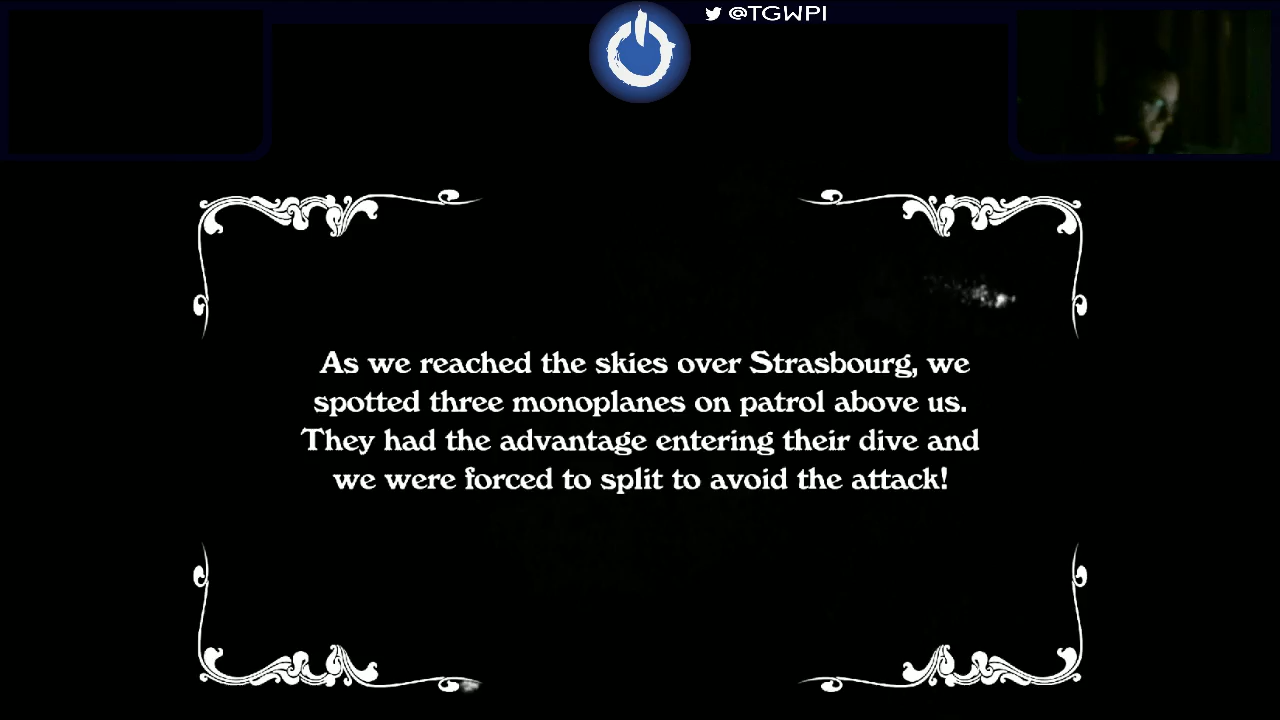 @TGWPI
As we reached the skies over Strasbourg, we
spotted three monoplanes on patrol above us.
They had the advantage entering their dive and
we were forced to split to avoid the attack!